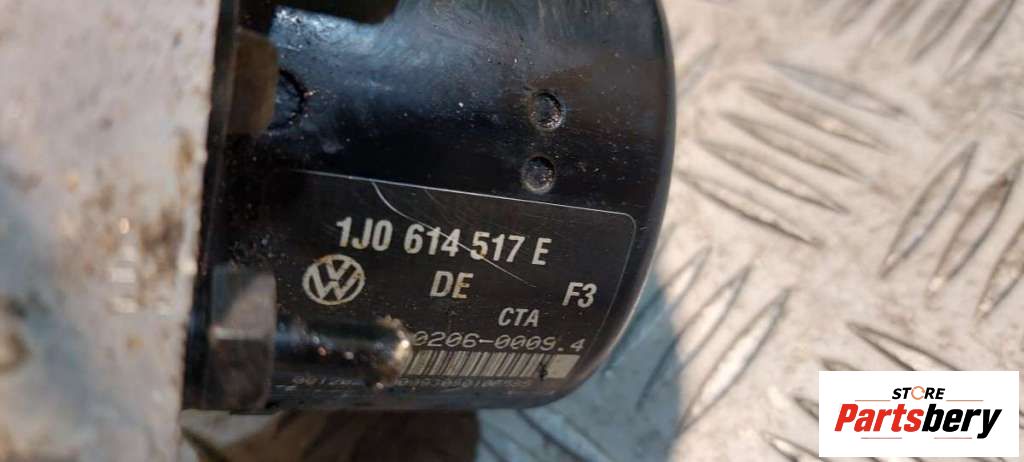 1J0 614 517 E
DE
F3
CTA
0206-0009.4
STORE
Partsbery